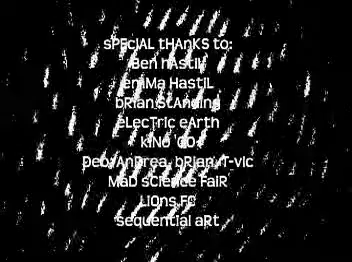 sPEcIAL tHAnKS to:
Ben hAstiL
emMa HastiL
bRian StAnding
eLecTric eArth
kiNo
Deb, AnDrea, bRian, T-vic
MaD sCience FaiR
LiOns FC
sequential aRt